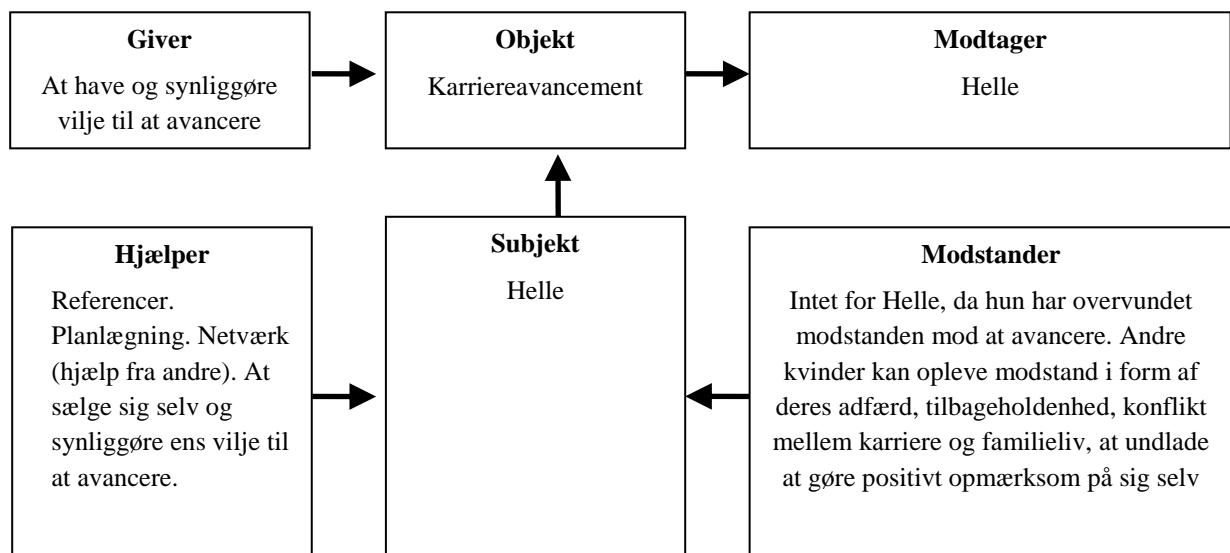 Giver
At have og synliggøre
vilje til at avancere
Objekt
Karriereavancement
Modtager
Helle
Hjælper
Referencer.
Planlægning. Netværk
(hjælp fra andre). At
sælge sig selv og
synliggøre ens vilje til
at avancere.
Subjekt
Helle
Modstander
Intet for Helle, da hun har overvundet
modstanden mod at avancere. Andre
kvinder kan opleve modstand i form af
deres adfærd, tilbageholdenhed, konflikt
mellem karriere og familieliv, at undlade
at gøre positivt opmærksom på sig selv